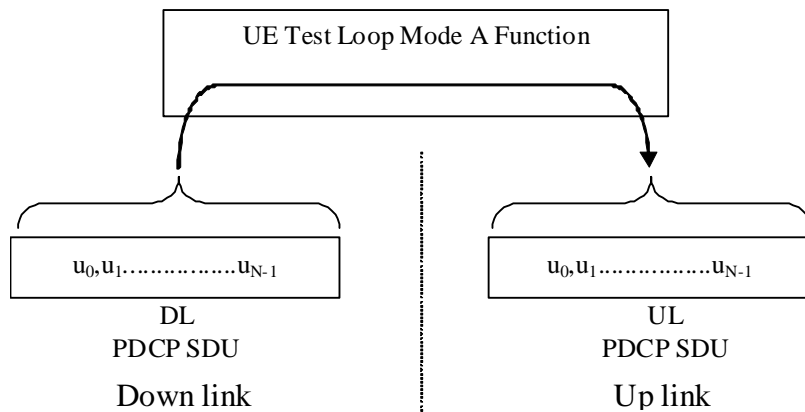 UE Test Loop Mode A Function
u0,u1.................uN-1
DL
PDCP SDU
Down link
u0,u1.................uN-1
UL
PDCP SDU
Up link